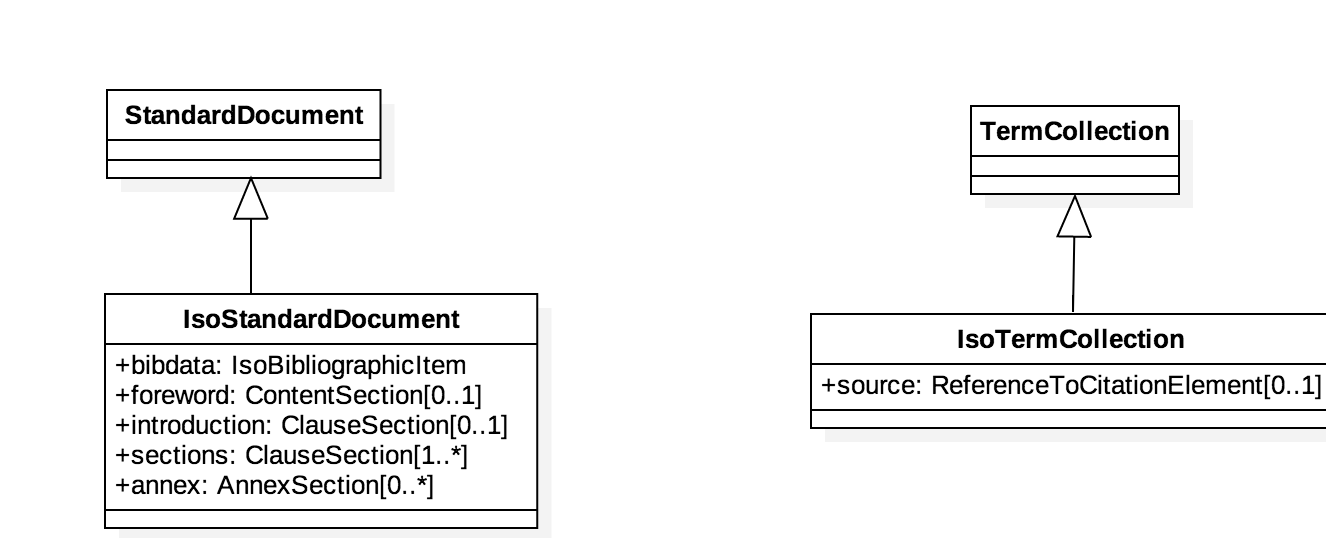 StandardDocument
IsoStandardDocument
+bibdata: IsoBibliographicItem
+foreword: ContentSection[0..1]
+introduction: ClauseSection[0..1]
+sections: ClauseSection[1..*]
+annex: AnnexSection[0..*]
TermCollection
IsoTermCollection
+source: ReferenceToCitationElement[0..1]